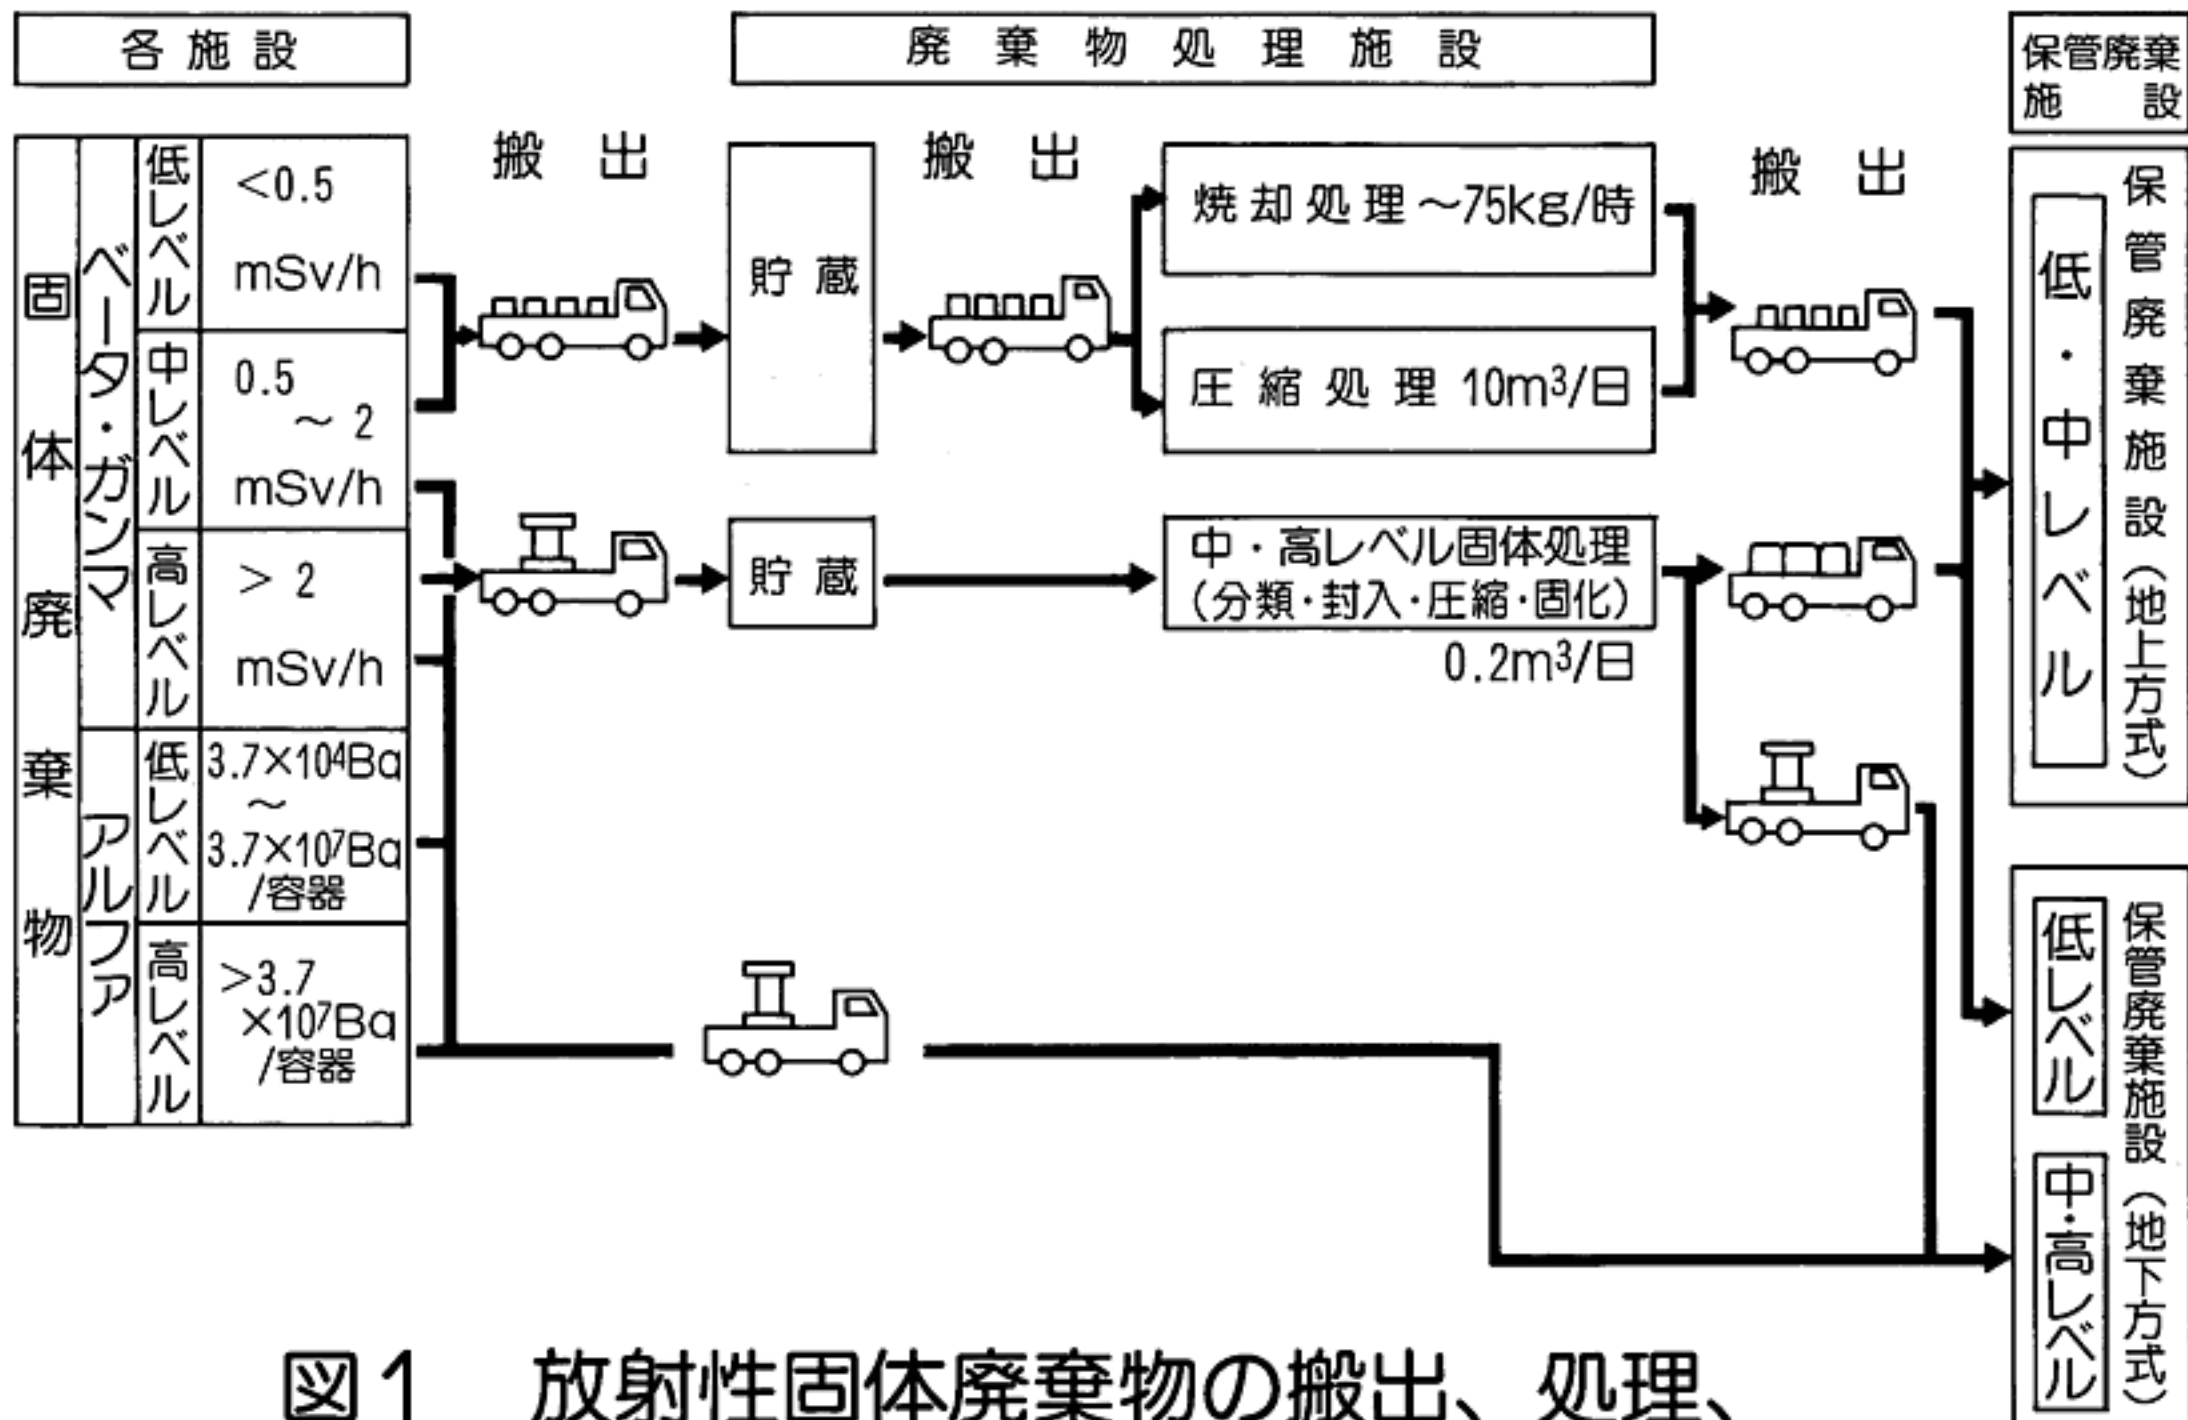 各施設
廃棄物処理施設
保管廃棄
施設
固体廃棄物
ベータ・ガンマ
低レベル
<0.5
mSv/h
中レベル
0.5
～2
mSv/h
高レベル
>2
mSv/h
アルファ
低レベル
3.7×10⁴Bq
～
3.7×10⁷Bq
/容器
高レベル
>3.7
×10⁷Bq
/容器
搬出
貯蔵
搬出
焼却処理～75kg/時
圧縮処理 10m³/日
搬出
貯蔵
中・高レベル固体処理
(分類・封入・圧縮・固化)
0.2m³/日
保管廃棄施設(地上方式)
低・中レベル
保管廃棄施設(地下方式)
低レベル
中・高レベル
図1 放射性固体廃棄物の搬出、処理、